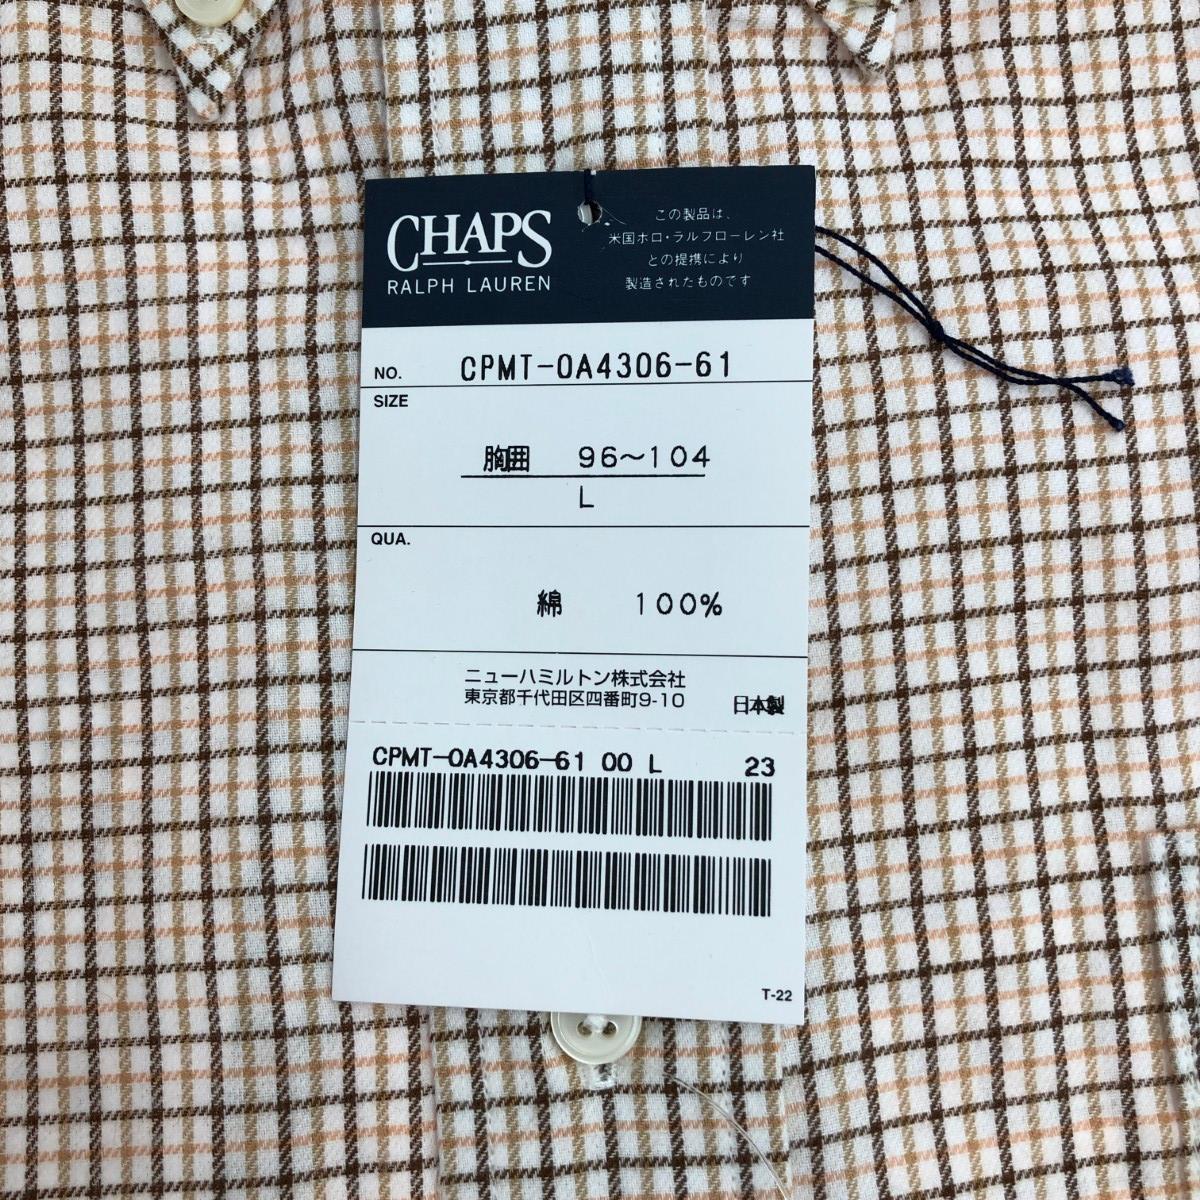 CHAPS
RALPH LAUREN
この製品は、
米国ホロ・ラルフローレン社
との提携により
製造されたものです
NO. CPMT-0A4306-61
SIZE
胸囲 96〜104
L
QUA.
綿 100%
ニューハミルトン株式会社
東京都千代田区四番町9-10
日本製
CPMT-0A4306-61 00 L 23
T-22